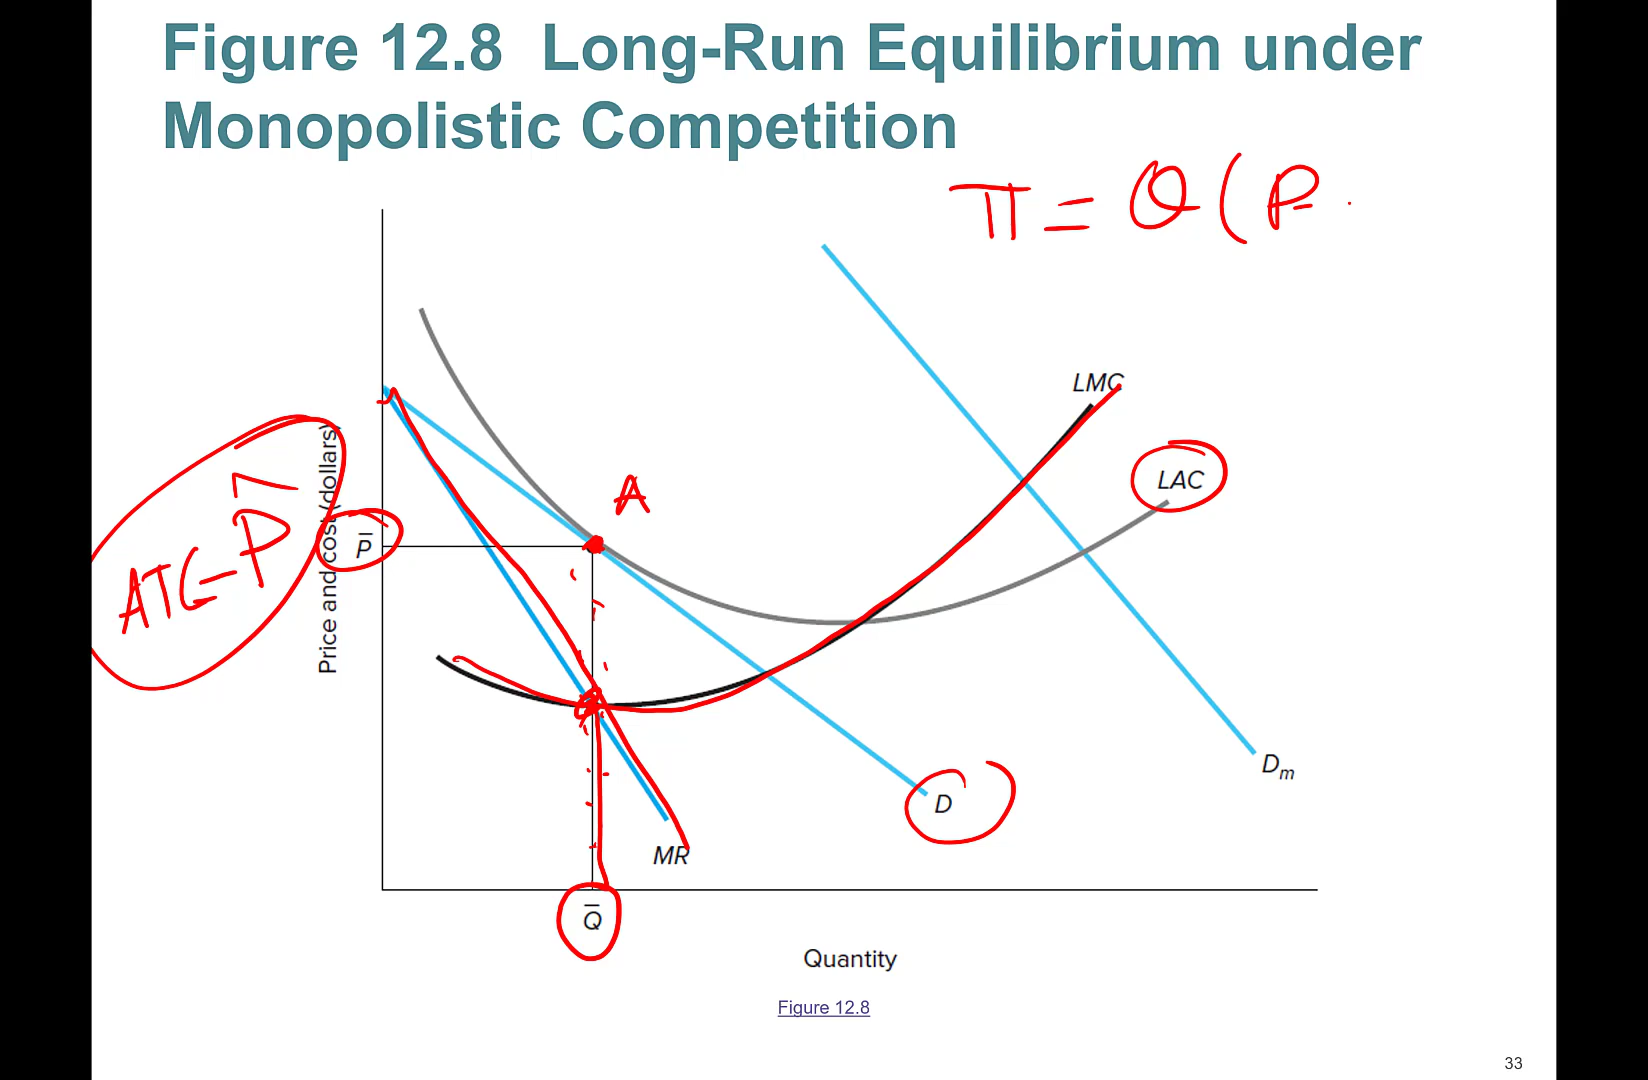 Figure 12.8 Long-Run Equilibrium under
Monopolistic Competition
π = Q(P
LMC
LAC
A
P̄
ATC = P
Price and cost (dollars)
D
Dm
MR
Q̄
Quantity
Figure 12.8
33